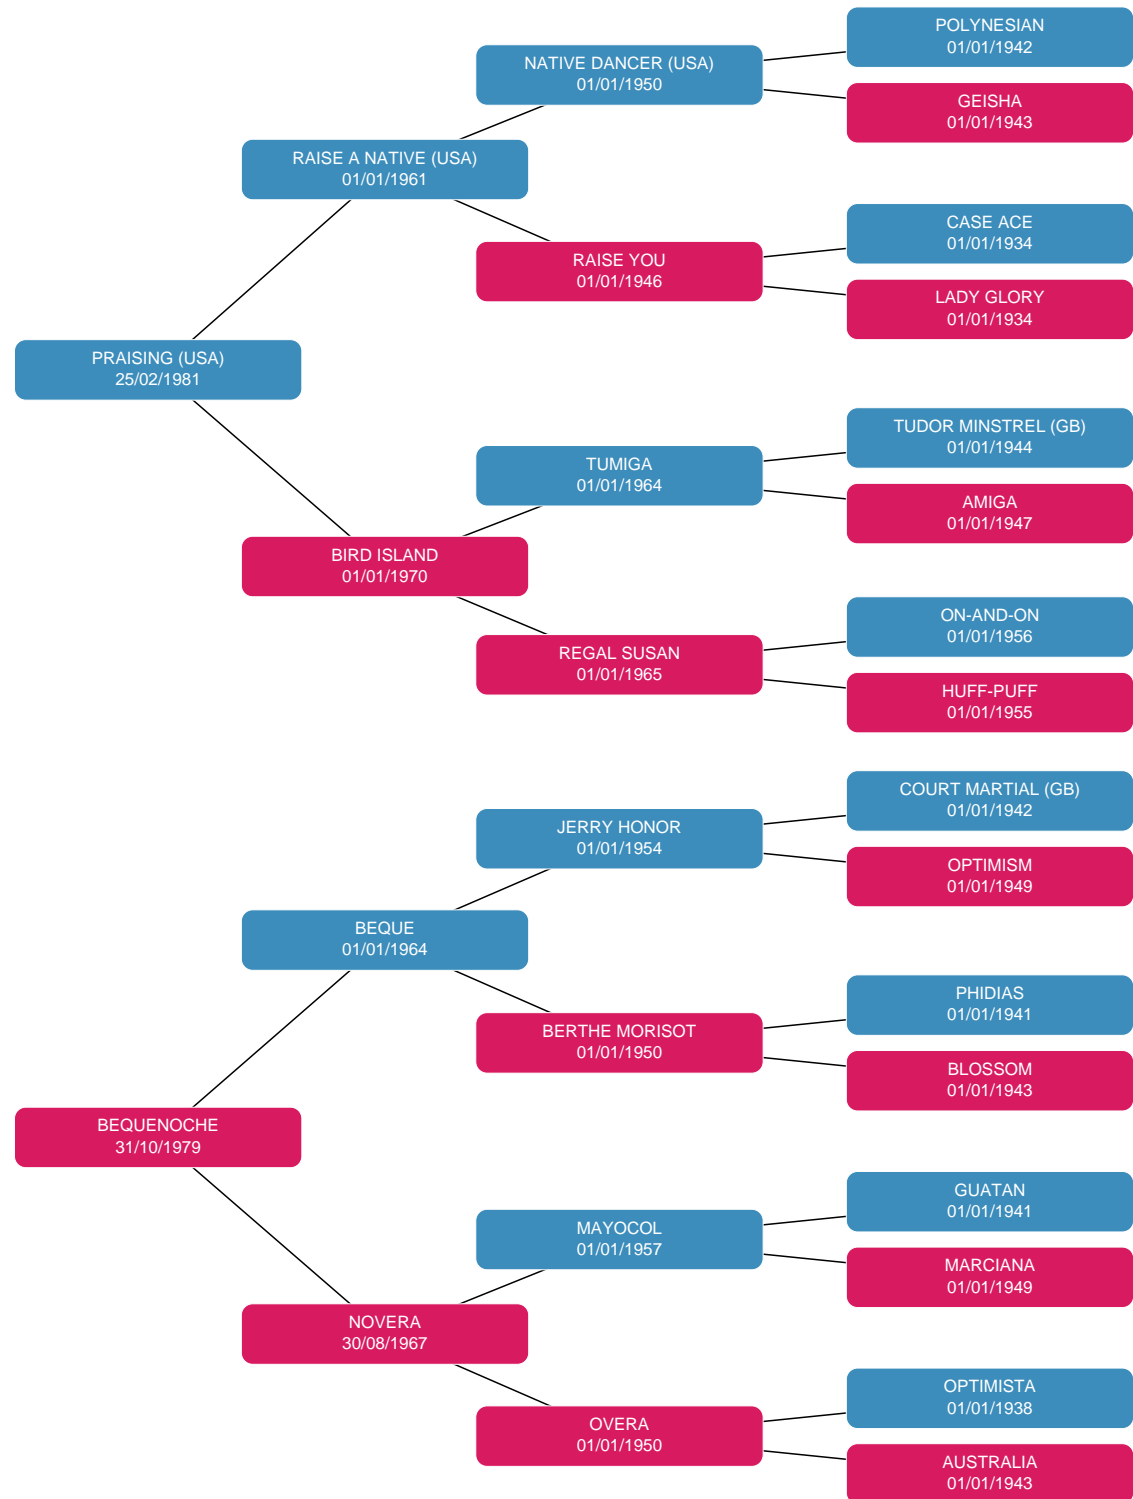 POLYNESIAN
01/01/1942
NATIVE DANCER (USA)
01/01/1950
GEISHA
01/01/1943
RAISE A NATIVE (USA)
01/01/1961
CASE ACE
01/01/1934
RAISE YOU
01/01/1946
LADY GLORY
01/01/1934
PRAISING (USA)
25/02/1981
TUDOR MINSTREL (GB)
01/01/1944
TUMIGA
01/01/1964
AMIGA
01/01/1947
BIRD ISLAND
01/01/1970
ON-AND-ON
01/01/1956
REGAL SUSAN
01/01/1965
HUFF-PUFF
01/01/1955
COURT MARTIAL (GB)
01/01/1942
JERRY HONOR
01/01/1954
OPTIMISM
01/01/1949
BEQUE
01/01/1964
PHIDIAS
01/01/1941
BERTHE MORISOT
01/01/1950
BLOSSOM
01/01/1943
BEQUENOCHE
31/10/1979
GUATAN
01/01/1941
MAYOCOL
01/01/1957
MARCIANA
01/01/1949
NOVERA
30/08/1967
OPTIMISTA
01/01/1938
OVERA
01/01/1950
AUSTRALIA
01/01/1943